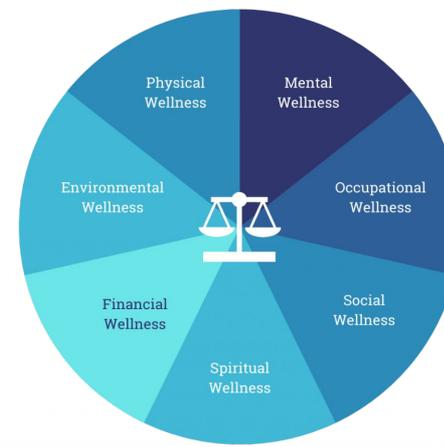 Physical
Wellness
Mental
Wellness
Environmental
Wellness
Occupational
Wellness
Financial
Wellness
Social
Wellness
Spiritual
Wellness